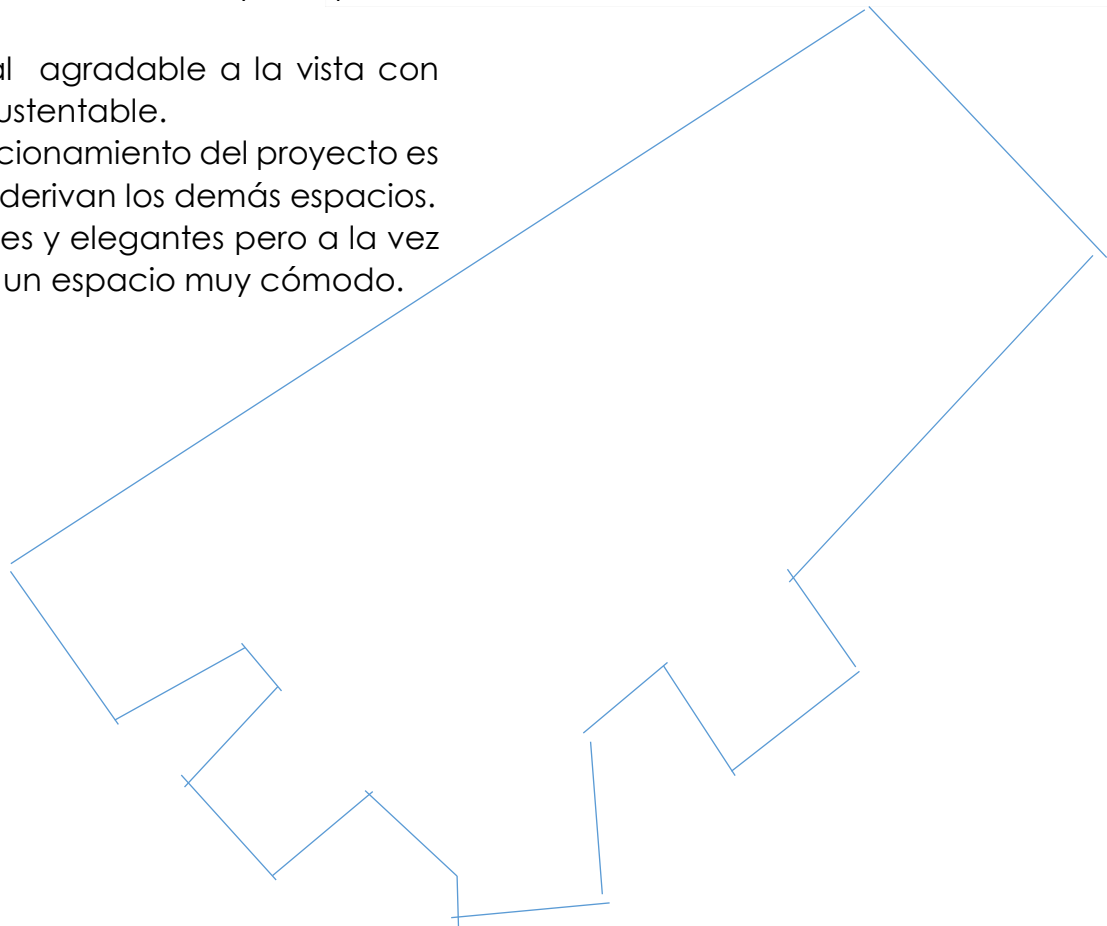 agradable a la vista con
ustentable.
cionamiento del proyecto es
derivan los demás espacios.
es y elegantes pero a la vez
un espacio muy cómodo.